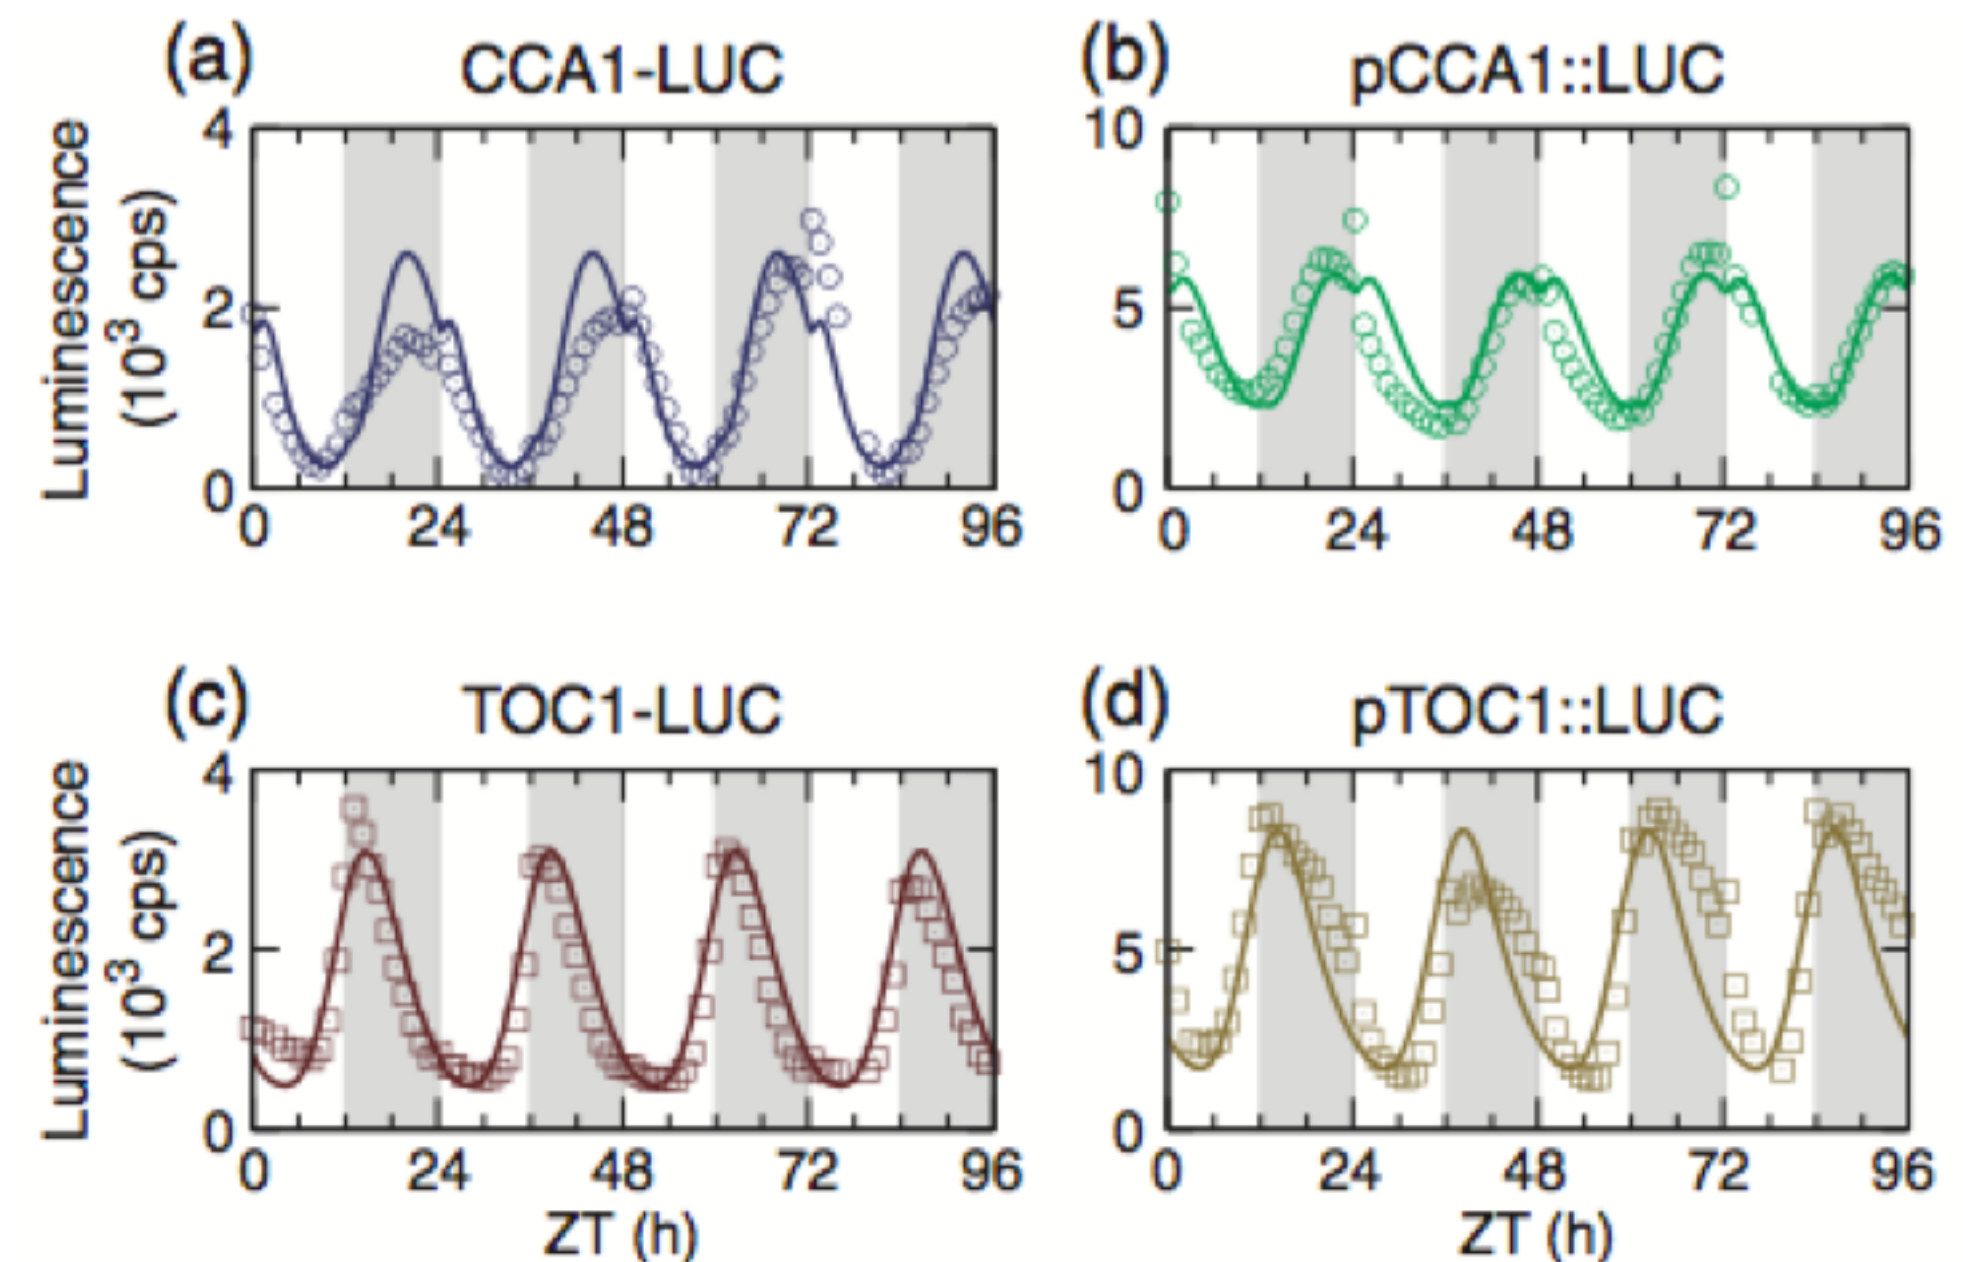 (a) CCA1-LUC
(b) pCCA1::LUC
Luminescence
(10³ cps)
4
2
0
0 24 48 72 96
10
5
0
0 24 48 72 96
(c) TOC1-LUC
(d) pTOC1::LUC
Luminescence
(10³ cps)
4
2
0
0 24 48 72 96
ZT (h)
10
5
0
0 24 48 72 96
ZT (h)